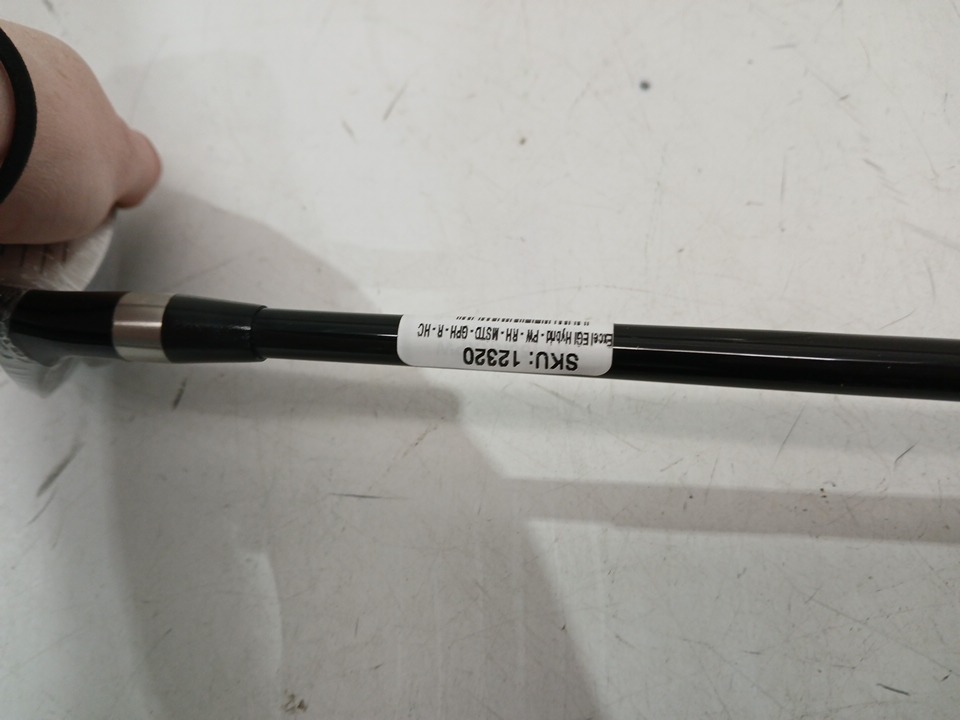 SKU: 12320
Excel EGI Hybrid - PW - RH - MSTD - GPH - R - HC